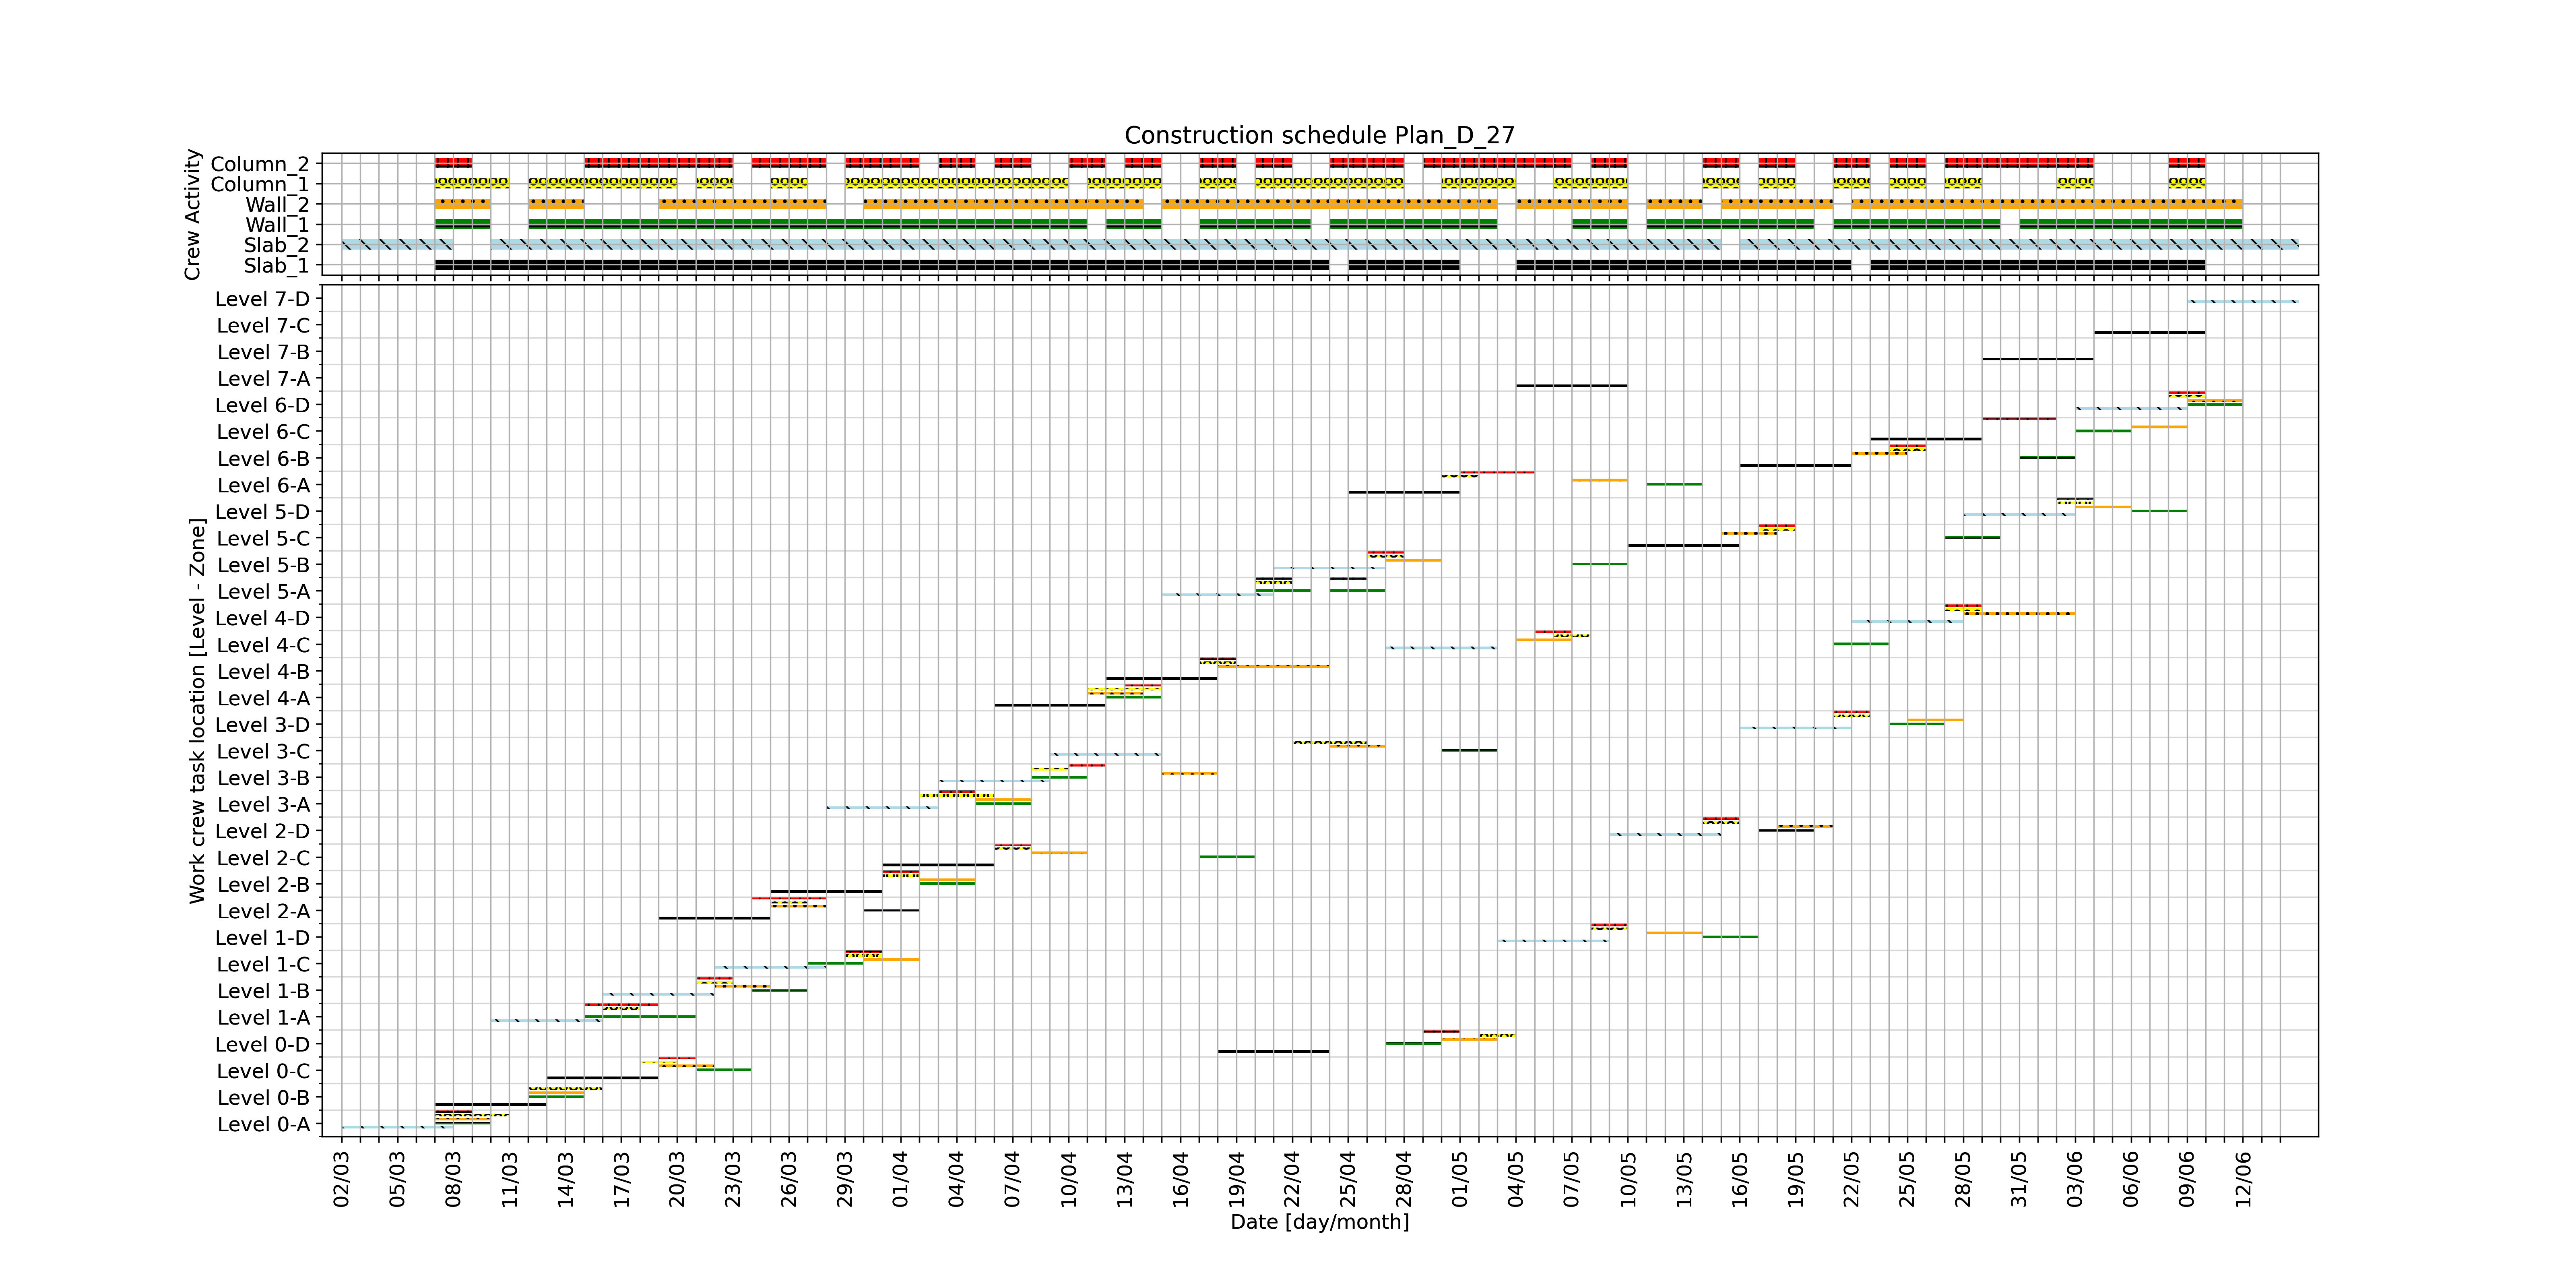 Construction schedule Plan_D_27
Crew Activity
Column_2
Column_1
Wall_2
Wall_1
Slab_2
Slab_1
Work crew task location [Level - Zone]
Level 7-D
Level 7-C
Level 7-B
Level 7-A
Level 6-D
Level 6-C
Level 6-B
Level 6-A
Level 5-D
Level 5-C
Level 5-B
Level 5-A
Level 4-D
Level 4-C
Level 4-B
Level 4-A
Level 3-D
Level 3-C
Level 3-B
Level 3-A
Level 2-D
Level 2-C
Level 2-B
Level 2-A
Level 1-D
Level 1-C
Level 1-B
Level 1-A
Level 0-D
Level 0-C
Level 0-B
Level 0-A
02/03
05/03
08/03
11/03
14/03
17/03
20/03
23/03
26/03
29/03
01/04
04/04
07/04
10/04
13/04
16/04
19/04
22/04
25/04
28/04
01/05
04/05
07/05
10/05
13/05
16/05
19/05
22/05
25/05
28/05
31/05
03/06
06/06
09/06
12/06
Date [day/month]